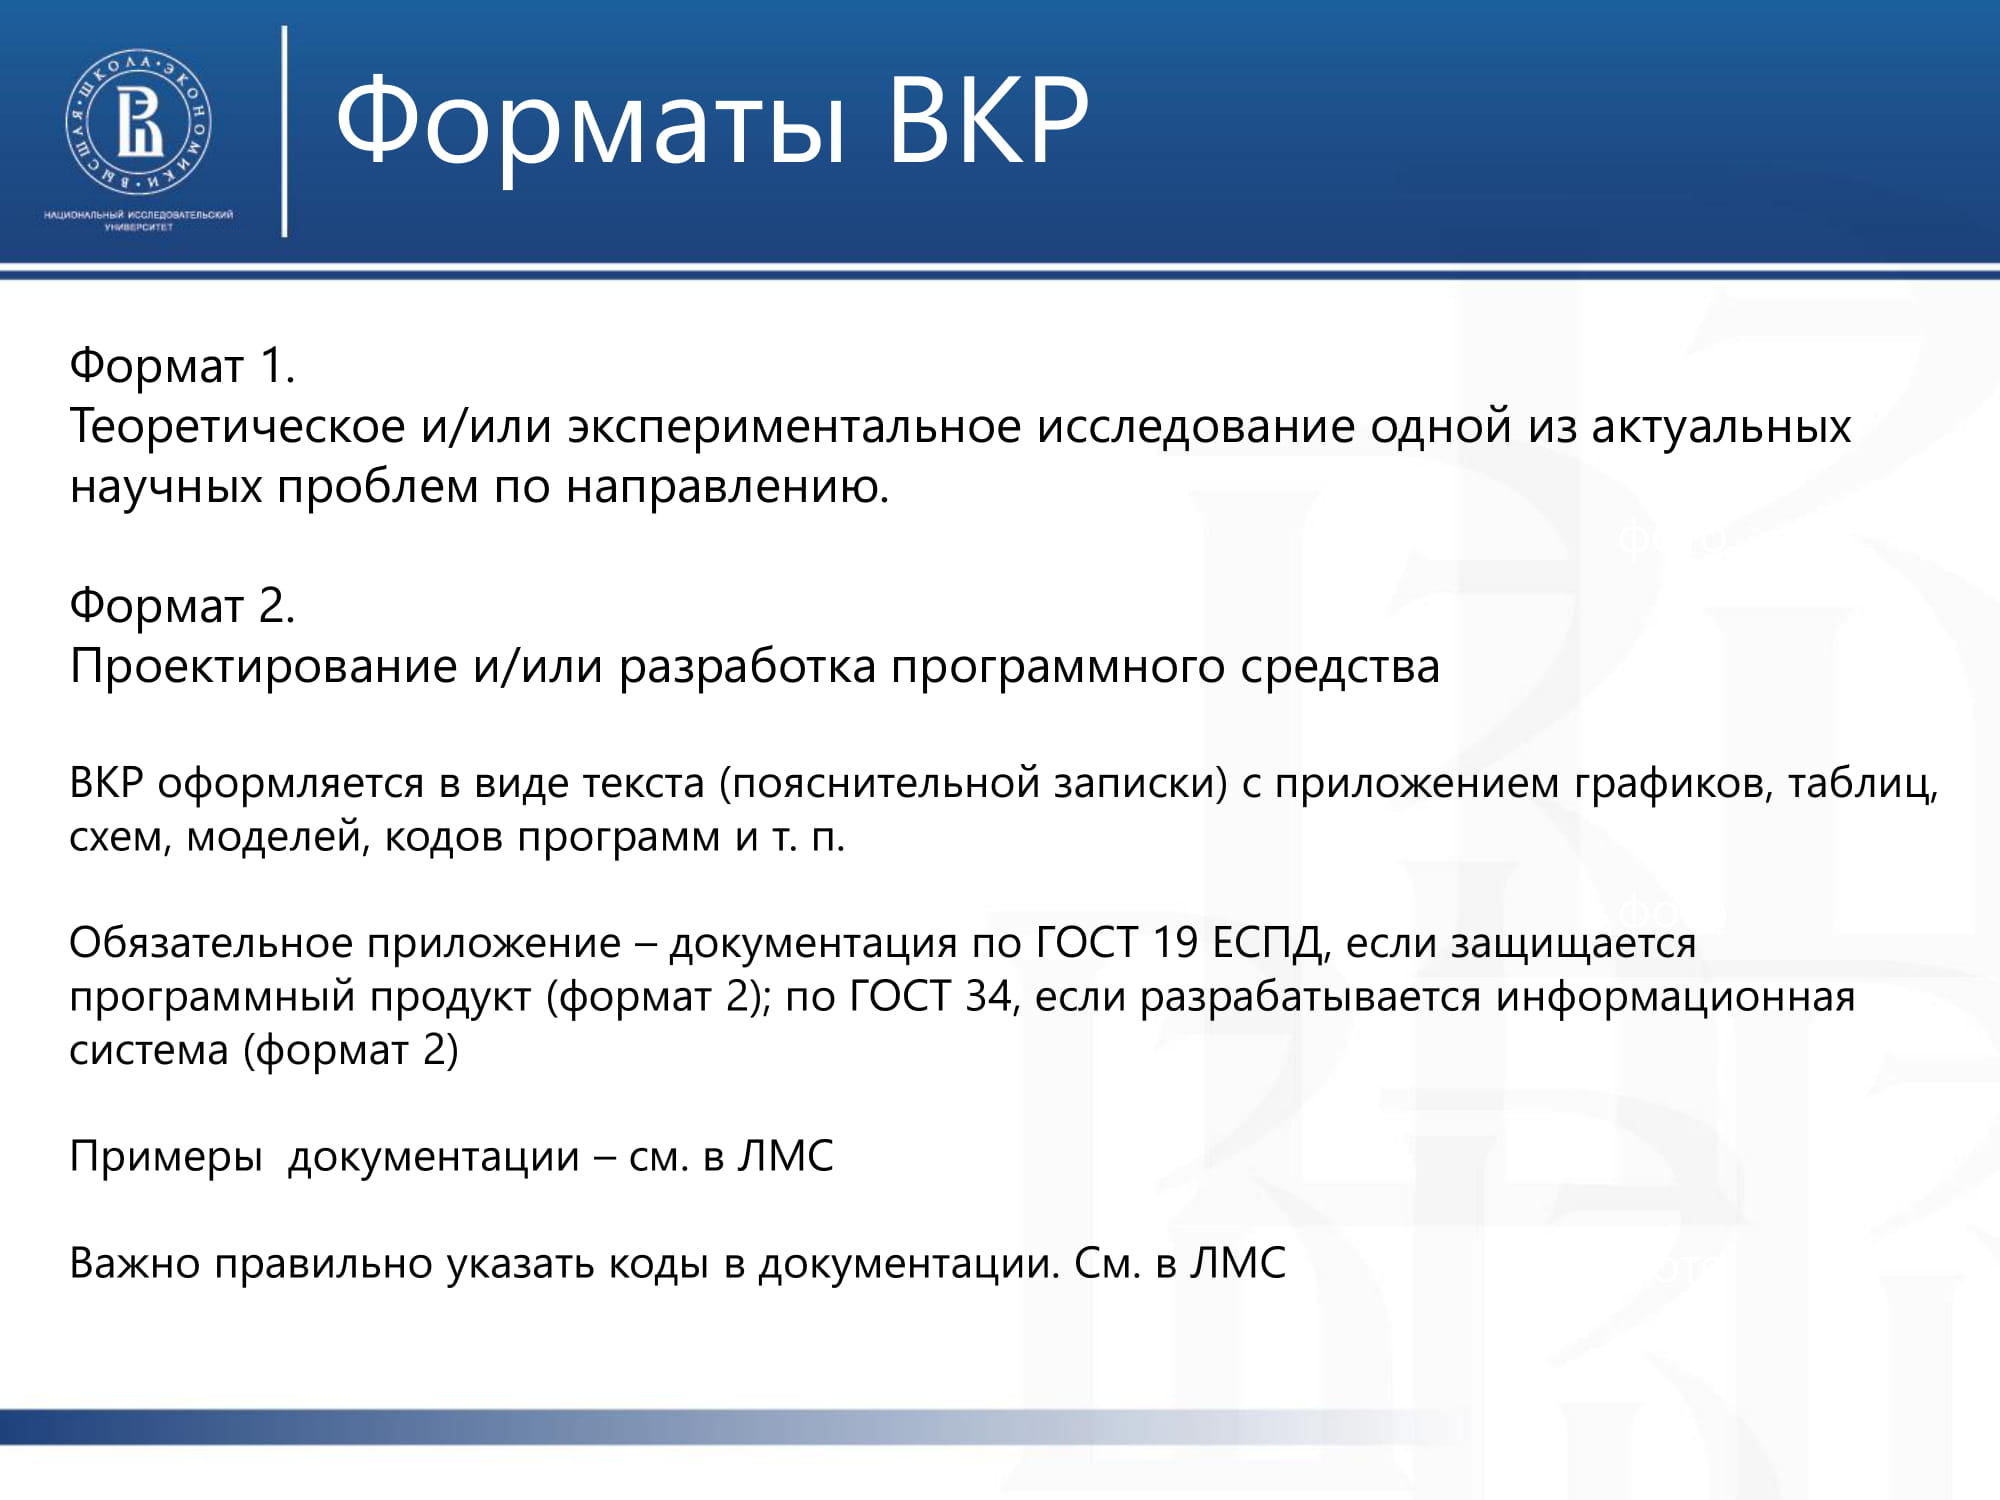 ВЫСШАЯ ШКОЛА ЭКОНОМИКИ
НАЦИОНАЛЬНЫЙ ИССЛЕДОВАТЕЛЬСКИЙ
УНИВЕРСИТЕТ
Форматы ВКР
Формат 1.
Теоретическое и/или экспериментальное исследование одной из актуальных
научных проблем по направлению.
фото
Формат 2.
Проектирование и/или разработка программного средства
ВКР оформляется в виде текста (пояснительной записки) с приложением графиков, таблиц,
схем, моделей, кодов программ и т. п.
фото
Обязательное приложение – документация по ГОСТ 19 ЕСПД, если защищается
программный продукт (формат 2); по ГОСТ 34, если разрабатывается информационная
система (формат 2)
Примеры  документации – см. в ЛМС
Важно правильно указать коды в документации. См. в ЛМС